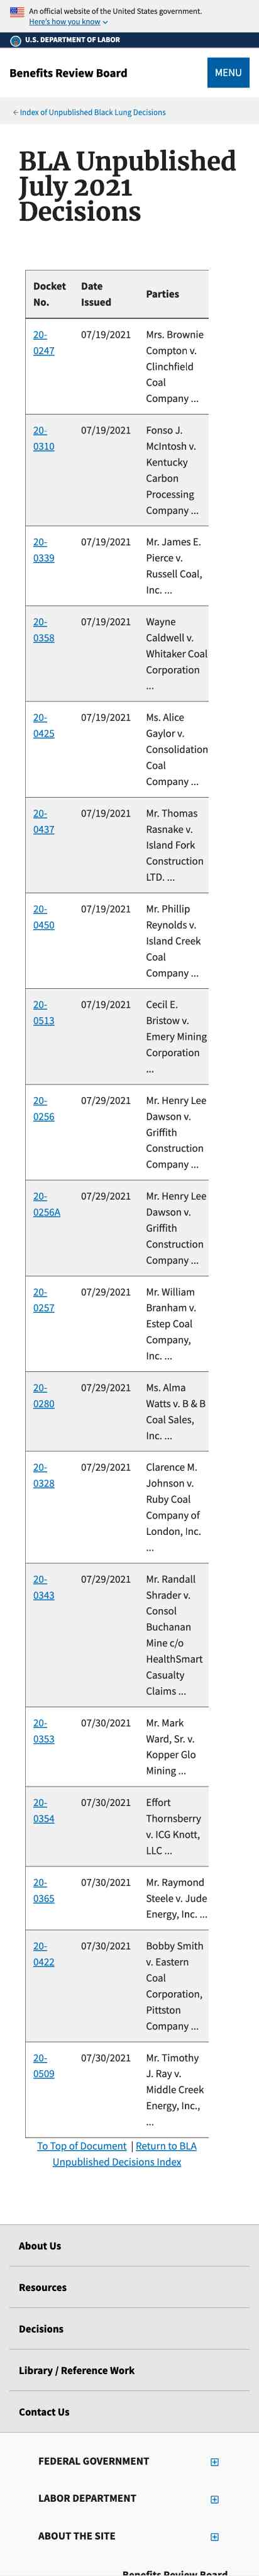 An official website of the United States government.
Here's how you know
U.S. DEPARTMENT OF LABOR
Benefits Review Board
MENU
← Index of Unpublished Black Lung Decisions
BLA Unpublished
July 2021
Decisions
Docket Date
No. Issued Parties
20- 07/19/2021 Mrs. Brownie
0247 Compton v.
Clinchfield
Coal
Company ...
20- 07/19/2021 Fonso J.
0310 McIntosh v.
Kentucky
Carbon
Processing
Company ...
20- 07/19/2021 Mr. James E.
0339 Pierce v.
Russell Coal,
Inc. ...
20- 07/19/2021 Wayne
0358 Caldwell v.
Whitaker Coal
Corporation
...
20- 07/19/2021 Ms. Alice
0425 Gaylor v.
Consolidation
Coal
Company ...
20- 07/19/2021 Mr. Thomas
0437 Rasnake v.
Island Fork
Construction
LTD. ...
20- 07/19/2021 Mr. Phillip
0450 Reynolds v.
Island Creek
Coal
Company ...
20- 07/19/2021 Cecil E.
0513 Bristow v.
Emery Mining
Corporation
...
20- 07/29/2021 Mr. Henry Lee
0256 Dawson v.
Griffith
Construction
Company ...
20- 07/29/2021 Mr. Henry Lee
0256A Dawson v.
Griffith
Construction
Company ...
20- 07/29/2021 Mr. William
0257 Branham v.
Estep Coal
Company,
Inc. ...
20- 07/29/2021 Ms. Alma
0280 Watts v. B & B
Coal Sales,
Inc. ...
20- 07/29/2021 Clarence M.
0328 Johnson v.
Ruby Coal
Company of
London, Inc.
...
20- 07/29/2021 Mr. Randall
0343 Shrader v.
Consol
Buchanan
Mine c/o
HealthSmart
Casualty
Claims ...
20- 07/30/2021 Mr. Mark
0353 Ward, Sr. v.
Kopper Glo
Mining ...
20- 07/30/2021 Effort
0354 Thornsberry
v. ICG Knott,
LLC ...
20- 07/30/2021 Mr. Raymond
0365 Steele v. Jude
Energy, Inc. ...
20- 07/30/2021 Bobby Smith
0422 v. Eastern
Coal
Corporation,
Pittston
Company ...
20- 07/30/2021 Mr. Timothy
0509 J. Ray v.
Middle Creek
Energy, Inc.,
...
To Top of Document | Return to BLA
Unpublished Decisions Index
About Us
Resources
Decisions
Library / Reference Work
Contact Us
FEDERAL GOVERNMENT
LABOR DEPARTMENT
ABOUT THE SITE
Benefits Review Board